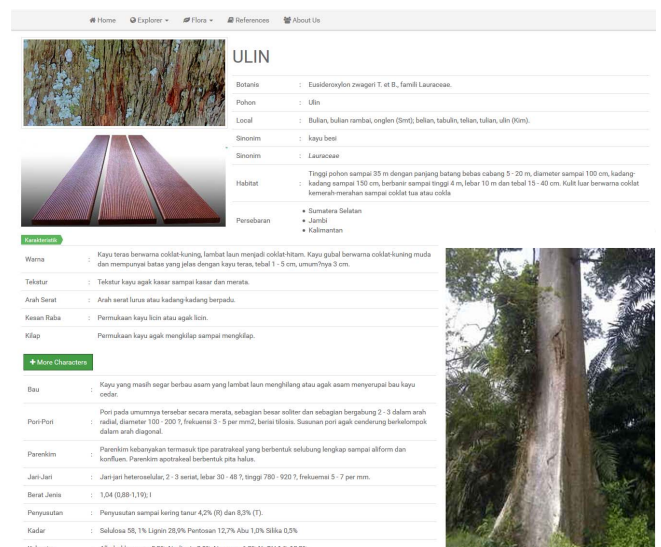 Home Explorer Flora References About Us
ULIN
Botanis : Eusideroxylon zwageri T. et B., famili Lauraceae.
Pohon : Ulin
Local : Bulian, bulian rambai, onglen (Smt); belian, tabulin, telian, tulian, ulin (Klm).
Sinonim : kayu besi
Sinonim : Lauraceae
Habitat : Tinggi pohon sampai 35 m dengan panjang batang bebas cabang 5 - 20 m, diameter sampai 100 cm, kadang-
kadang sampai 150 cm, berbanir sampai tinggi 4 m, lebar 10 m dan tebal 15 - 40 cm. Kulit luar berwarna coklat
kemerah-merahan sampai coklat tua atau cokla
Persebaran : • Sumatera Selatan
• Jambi
• Kalimantan
Karakteristik
Warna : Kayu teras berwarna coklat-kuning, lambat laun menjadi coklat-hitam. Kayu gubal berwarna coklat-kuning muda
dan mempunyai batas yang jelas dengan kayu teras, tebal 1 - 5 cm, umum?nya 3 cm.
Tekstur : Tekstur kayu agak kasar sampai kasar dan merata.
Arah Serat : Arah serat lurus atau kadang-kadang berpadu.
Kesan Raba : Permukaan kayu licin atau agak licin.
Kilap Permukaan kayu agak mengkilap sampai mengkilap.
+ More Characters
Bau : Kayu yang masih segar berbau asam yang lambat laun menghilang atau agak asam menyerupai bau kayu
cedar.
Pori-Pori : Pori pada umumnya tersebar secara merata, sebagian besar soliter dan sebagian bergabung 2 - 3 dalam arah
radial, diameter 100 - 200 ?, frekuensi 3 - 5 per mm2, berisi tilosis. Susunan pori agak cenderung berkelompok
dalam arah diagonal.
Parenkim : Parenkim kebanyakan termasuk tipe paratrakeal yang berbentuk selubung lengkap sampai aliform dan
konfluen. Parenkim apotrakeal berbentuk pita halus.
Jari-Jari : Jari-jari heteroselular, 2 - 3 seriat, lebar 30 - 48 ?, tinggi 780 - 920 ?, frekuensi 5 - 7 per mm.
Berat Jenis : 1,04 (0,88-1,19); I
Penyusutan : Penyusutan sampai kering tanur 4,2% (R) dan 8,3% (T).
Kadar : Selulosa 58, 1% Lignin 28,9% Pentosan 12,7% Abu 1,0% Silika 0,5%